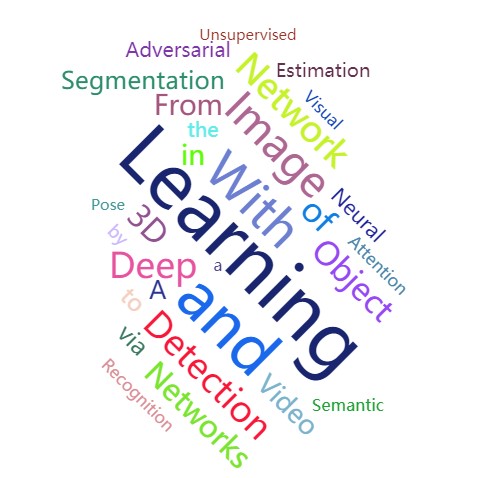 Unsupervised
Adversarial
Network
Estimation
Segmentation
Visual
From
Image
the
in
Learning
With
of
Neural
Pose
3D
by
Attention
Object
Deep
a
A
to
and
via
Detection
Video
Networks
Recognition
Semantic